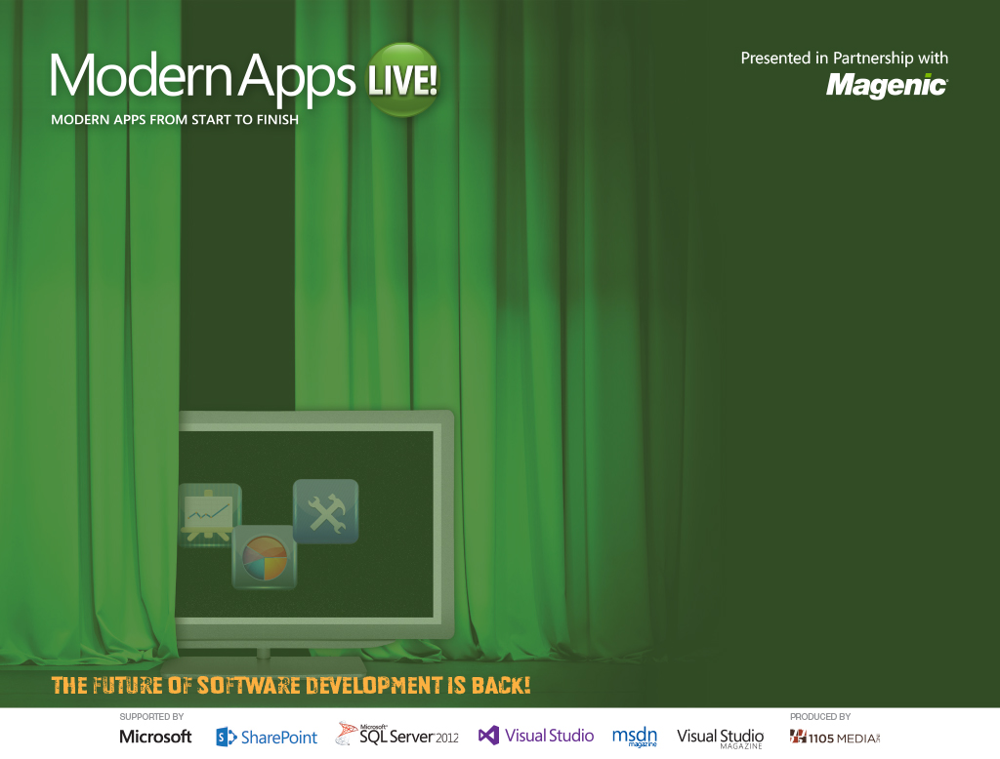 Modern Apps LIVE!
MODERN APPS FROM START TO FINISH
Presented in Partnership with
Magenic
THE FUTURE OF SOFTWARE DEVELOPMENT IS BACK!
SUPPORTED BY
Microsoft
SharePoint
Microsoft®
SQL Server 2012
Visual Studio
msdn
magazine
Visual Studio
MAGAZINE
PRODUCED BY
1105 MEDIA